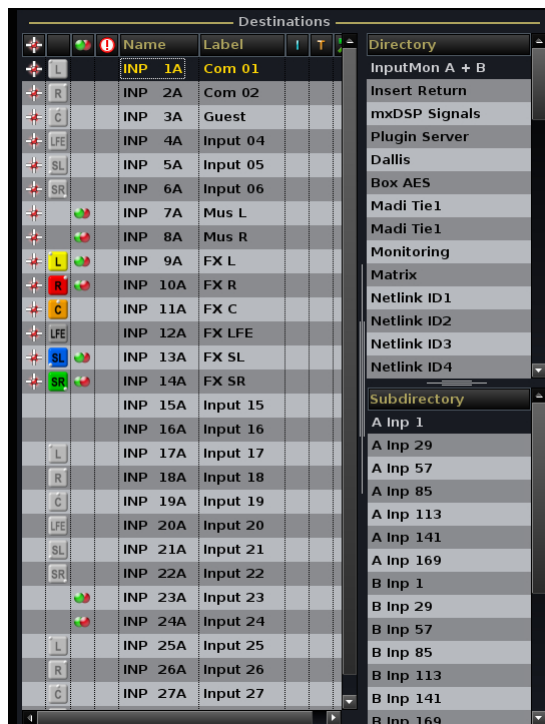 Destinations
Name Label I T
L INP 1A Com 01
R INP 2A Com 02
C INP 3A Guest
LFE INP 4A Input 04
SL INP 5A Input 05
SR INP 6A Input 06
INP 7A Mus L
INP 8A Mus R
L INP 9A FX L
R INP 10A FX R
C INP 11A FX C
LFE INP 12A FX LFE
SL INP 13A FX SL
SR INP 14A FX SR
INP 15A Input 15
INP 16A Input 16
L INP 17A Input 17
R INP 18A Input 18
C INP 19A Input 19
LFE INP 20A Input 20
SL INP 21A Input 21
SR INP 22A Input 22
INP 23A Input 23
INP 24A Input 24
L INP 25A Input 25
R INP 26A Input 26
C INP 27A Input 27
Directory
InputMon A + B
Insert Return
mxDSP Signals
Plugin Server
Dallis
Box AES
Madi Tie1
Madi Tie1
Monitoring
Matrix
Netlink ID1
Netlink ID2
Netlink ID3
Netlink ID4
Subdirectory
A Inp 1
A Inp 29
A Inp 57
A Inp 85
A Inp 113
A Inp 141
A Inp 169
B Inp 1
B Inp 29
B Inp 57
B Inp 85
B Inp 113
B Inp 141
B Inp 169